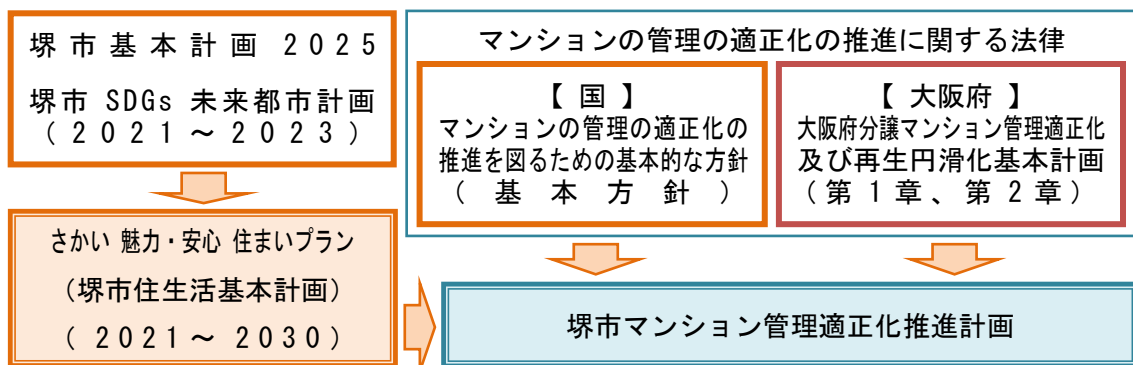 堺市基本計画 2025
堺市 SDGs 未来都市計画
(2021～2023)
マンションの管理の適正化の推進に関する法律
【 国 】
マンションの管理の適正化の
推進を図るための基本的な方針
(基本方針)
【 大阪府 】
大阪府分譲マンション管理適正化
及び再生円滑化基本計画
(第1章、第2章)
さかい 魅力・安心 住まいプラン
(堺市住生活基本計画)
(2021～2030)
堺市マンション管理適正化推進計画